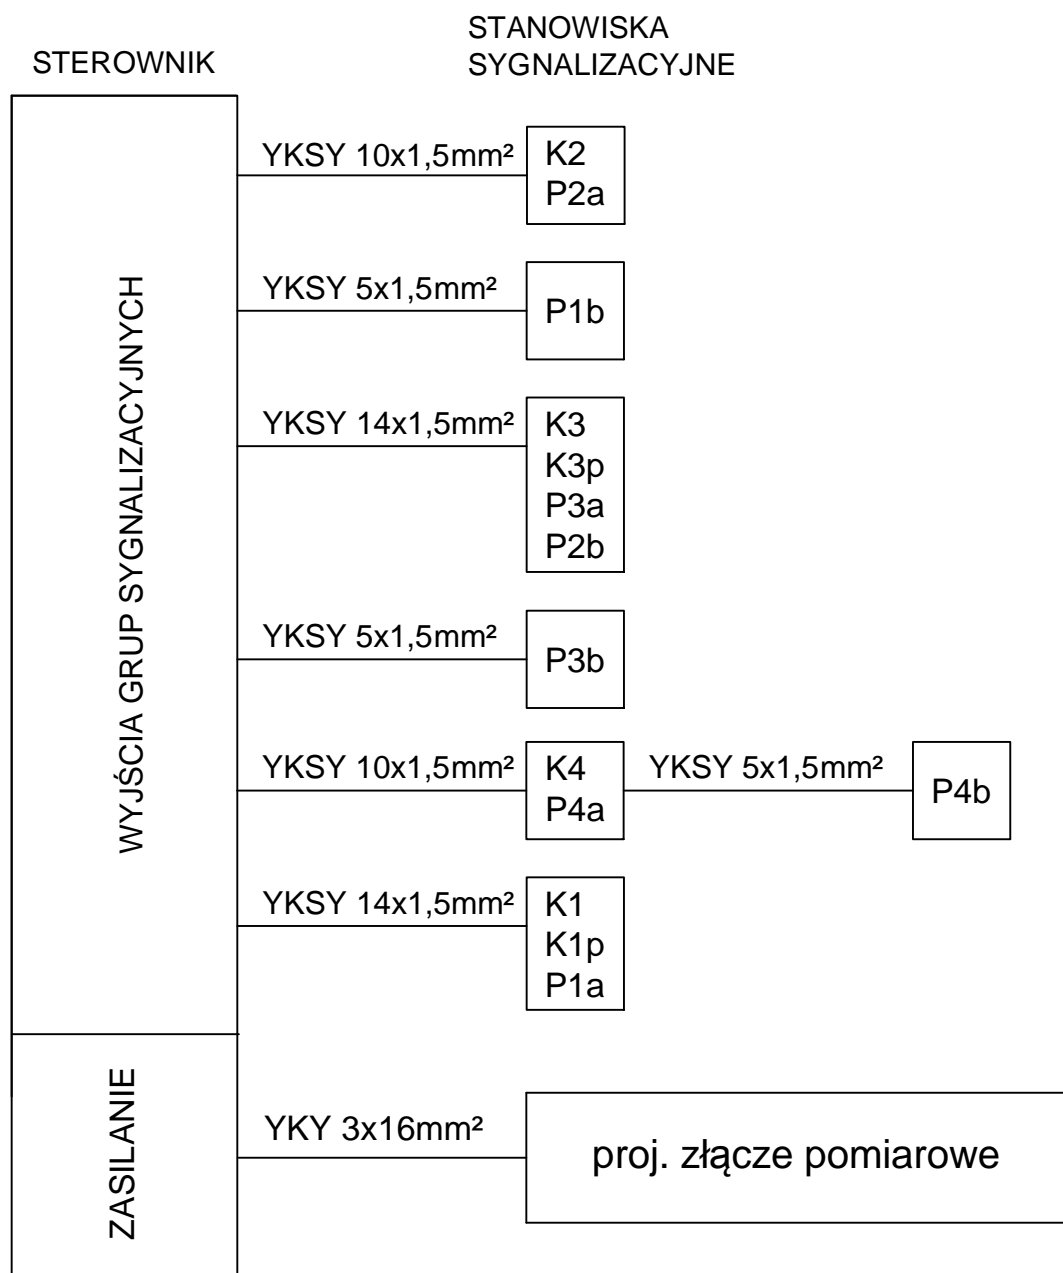 STEROWNIK
STANOWISKA
SYGNALIZACYJNE
WYJŚCIA GRUP SYGNALIZACYJNYCH
YKSY 10x1,5mm²
K2
P2a
YKSY 5x1,5mm²
P1b
YKSY 14x1,5mm²
K3
K3p
P3a
P2b
YKSY 5x1,5mm²
P3b
YKSY 10x1,5mm²
K4
P4a
YKSY 5x1,5mm²
P4b
YKSY 14x1,5mm²
K1
K1p
P1a
ZASILANIE
YKY 3x16mm²
proj. złącze pomiarowe